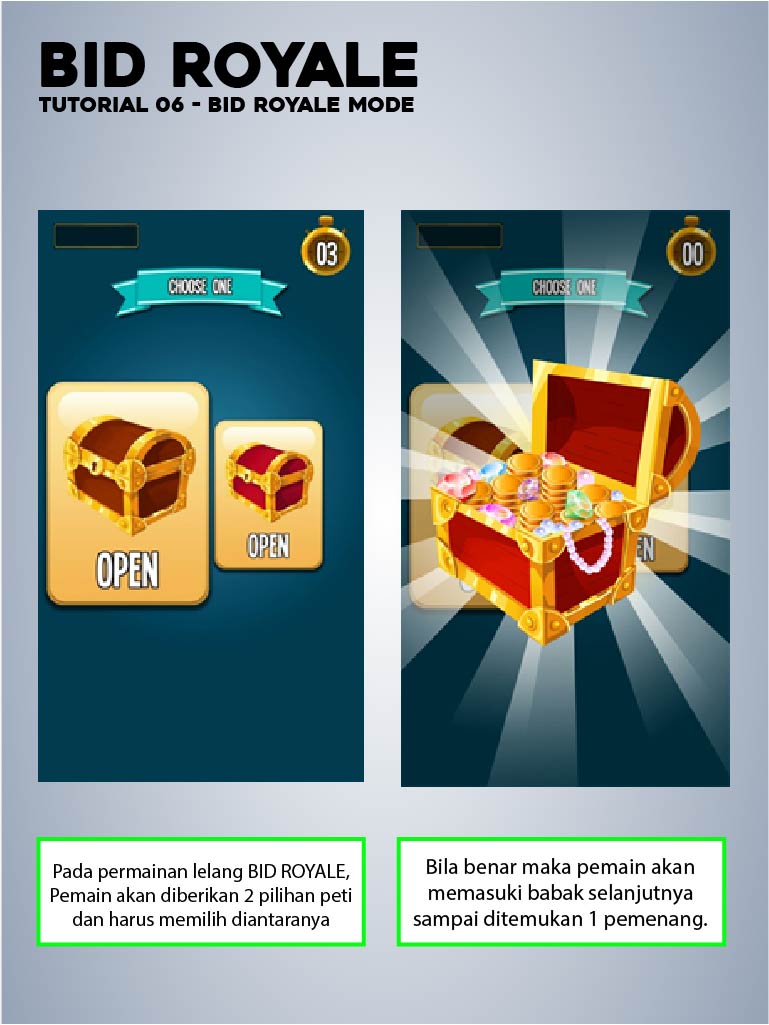 BID ROYALE
TUTORIAL 06 - BID ROYALE MODE
03
CHOOSE ONE
OPEN
OPEN
00
CHOOSE ONE
EN
Pada permainan lelang BID ROYALE,
Pemain akan diberikan 2 pilihan peti
dan harus memilih diantaranya
Bila benar maka pemain akan
memasuki babak selanjutnya
sampai ditemukan 1 pemenang.